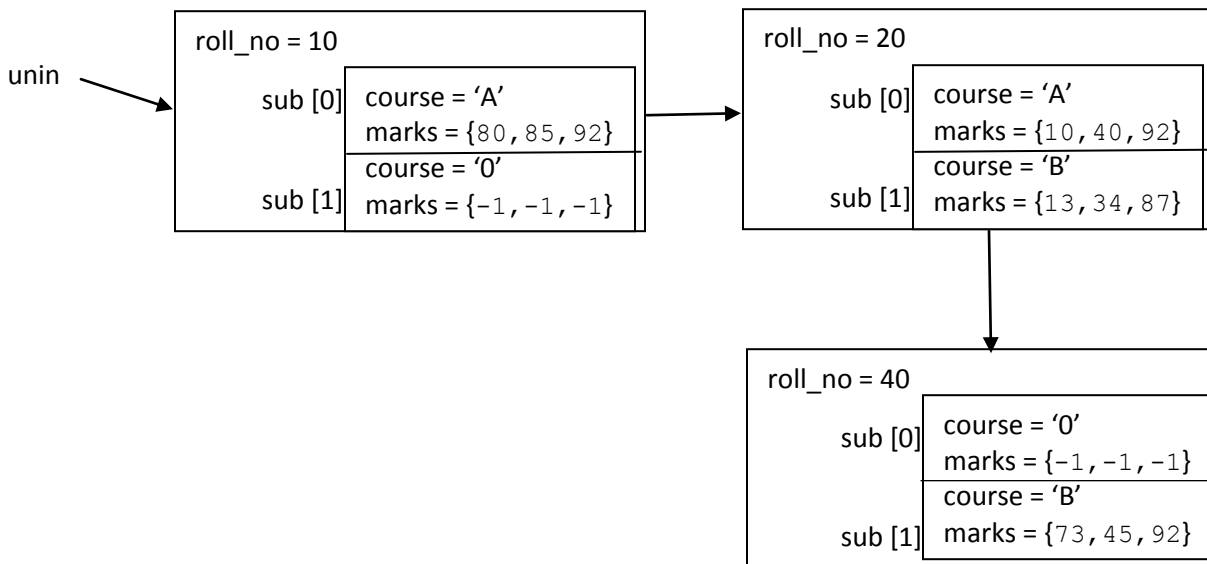 unin
roll_no = 10
sub [0]
course = ‘A’
marks = {80,85,92}
sub [1]
course = ‘0’
marks = {-1,-1,-1}
roll_no = 20
sub [0]
course = ‘A’
marks = {10,40,92}
sub [1]
course = ‘B’
marks = {13,34,87}
roll_no = 40
sub [0]
course = ‘0’
marks = {-1,-1,-1}
sub [1]
course = ‘B’
marks = {73,45,92}